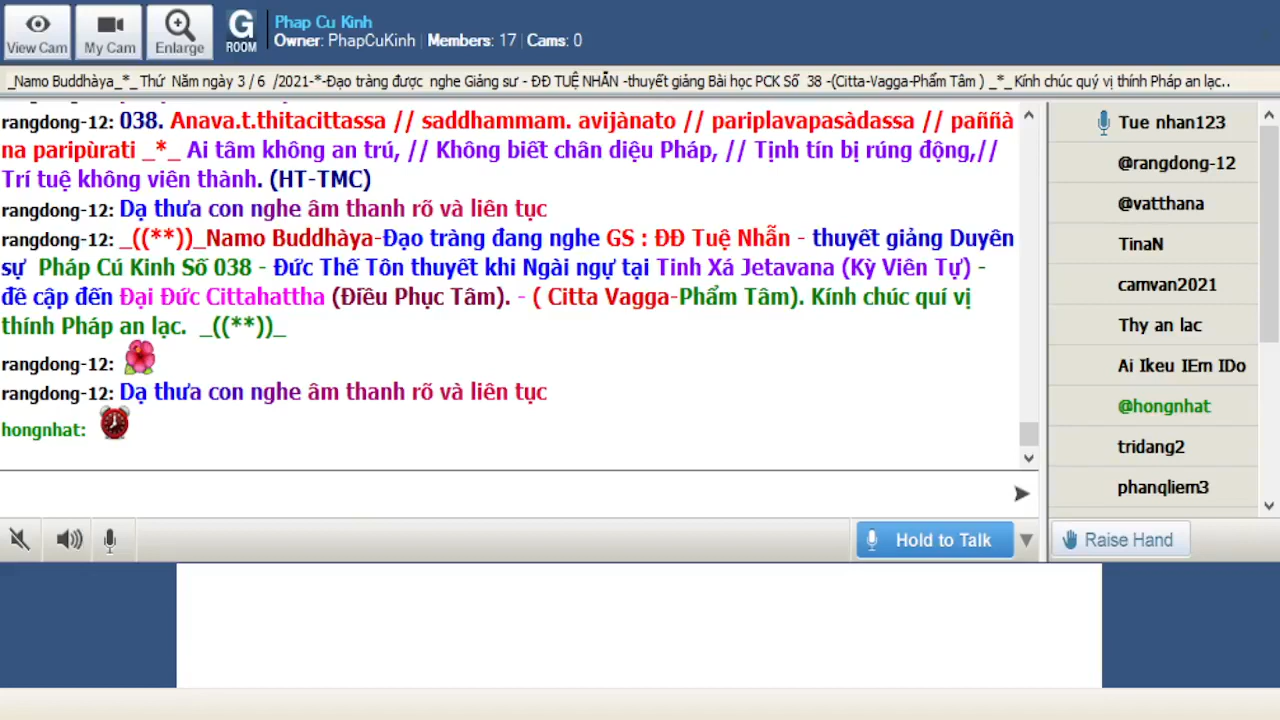 View Cam
My Cam
Enlarge
G
ROOM
Phap Cu Kinh
Owner: PhapCuKinh | Members: 17 | Cams: 0
_Namo Buddhàya_*_ Thứ Năm ngày 3 / 6 /2021-*-Đạo tràng được nghe Giảng sư - ĐĐ TUỆ NHẪN -thuyết giảng Bài học PCK Số 38 -(Citta-Vagga-Phẩm Tâm ) _*_ Kính chúc quý vị thính Pháp an lạc..
rangdong-12: 038. Anava.t.thitacittassa // saddhammam. avijànato // pariplavapasàdassa // paññà
na paripùrati _*_ Ai tâm không an trú, // Không biết chân diệu Pháp, // Tịnh tín bị rúng động,//
Trí tuệ không viên thành. (HT-TMC)
rangdong-12: Dạ thưa con nghe âm thanh rõ và liên tục
rangdong-12: _((**))_Namo Buddhàya-Đạo tràng đang nghe GS : ĐĐ Tuệ Nhẫn - thuyết giảng Duyên
sự Pháp Cú Kinh Số 038 - Đức Thế Tôn thuyết khi Ngài ngự tại Tinh Xá Jetavana (Kỳ Viên Tự) -
đề cập đến Đại Đức Cittahattha (Điều Phục Tâm). - ( Citta Vagga-Phẩm Tâm). Kính chúc quí vị
thính Pháp an lạc. _((**))_
rangdong-12:
rangdong-12: Dạ thưa con nghe âm thanh rõ và liên tục
hongnhat:
Tue nhan123
@rangdong-12
@vatthana
TinaN
camvan2021
Thy an lac
Ai lkeu IEm IDo
@hongnhat
tridang2
phanqliem3
Hold to Talk
Raise Hand